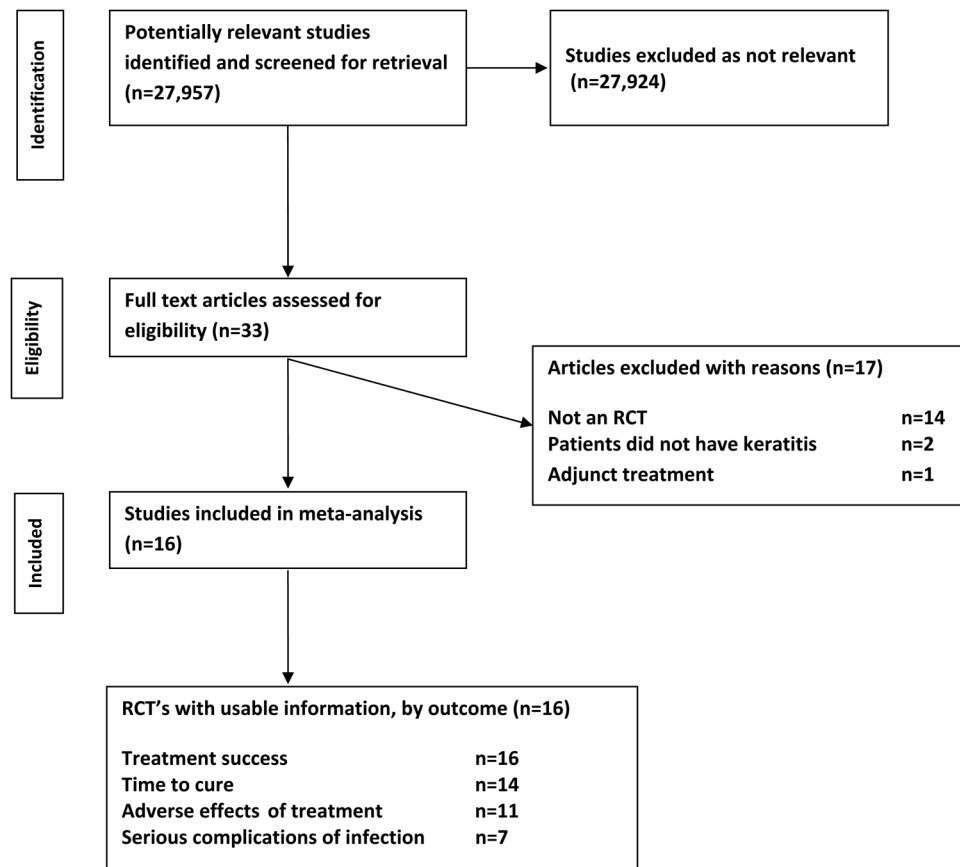 Identification
Potentially relevant studies
identified and screened for retrieval
(n=27,957)
Studies excluded as not relevant
(n=27,924)
Eligibility
Full text articles assessed for
eligibility (n=33)
Articles excluded with reasons (n=17)
Not an RCT n=14
Patients did not have keratitis n=2
Adjunct treatment n=1
Included
Studies included in meta-analysis
(n=16)
RCT's with usable information, by outcome (n=16)
Treatment success n=16
Time to cure n=14
Adverse effects of treatment n=11
Serious complications of infection n=7